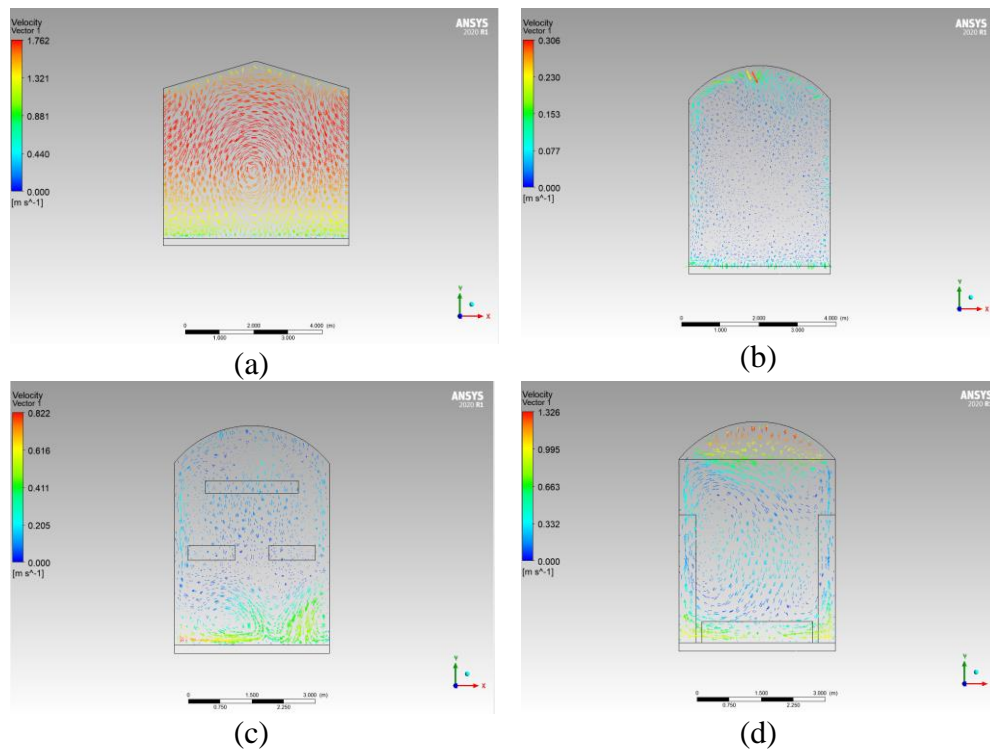 Velocity
Vector 1
1.762
1.321
0.881
0.440
0.000
[m s^-1]
ANSYS
2020 R1
Y
X
0 2.000 4.000 (m)
1.000 3.000
(a)
Velocity
Vector 1
0.306
0.230
0.153
0.077
0.000
[m s^-1]
ANSYS
2020 R1
Y
X
0 2.000 4.000 (m)
1.000 3.000
(b)
Velocity
Vector 1
0.822
0.616
0.411
0.205
0.000
[m s^-1]
ANSYS
2020 R1
Y
X
0 1.500 3.000 (m)
0.750 2.250
(c)
Velocity
Vector 1
1.326
0.995
0.663
0.332
0.000
[m s^-1]
ANSYS
2020 R1
Y
0 1.500 3.000 (m)
0.750 2.250
(d)